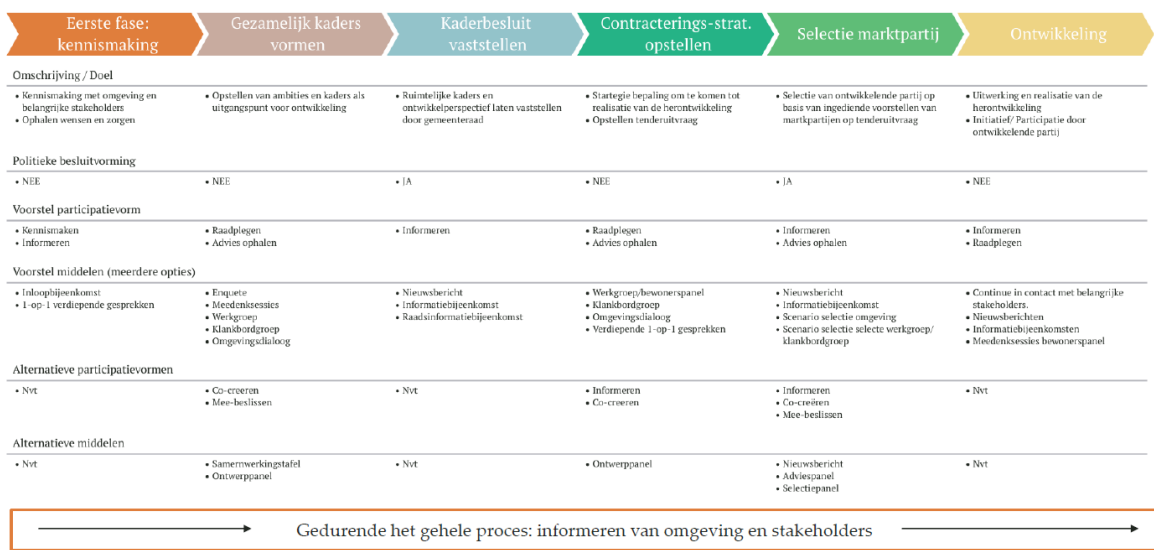 Eerste fase:
kennismaking
Gezamelijk kaders
vormen
Kaderbesluit
vaststellen
Contracterings-strat.
opstellen
Selectie marktpartij
Ontwikkeling
Omschrijving / Doel
• Kennismaking met omgeving en
belangrijke stakeholders
• Ophalen wensen en zorgen
• Opstellen van ambities en kaders als
uitgangspunt voor ontwikkeling
• Ruimtelijke kaders en
ontwikkelperspectief laten vaststellen
door gemeenteraad
• Startegie bepaling om te komen tot
realisatie van de herontwikkeling
• Opstellen tenderuitvraag
• Selectie van ontwikkelende partij op
basis van ingediende voorstellen van
martkpartijen op tenderuitvraag
• Uitwerking en realisatie van de
herontwikkeling
• Initiatief/ Participatie door
ontwikkelende partij
Politieke besluitvorming
• NEE
• NEE
• JA
• NEE
• JA
• NEE
Voorstel participatievorm
• Kennismaken
• Informeren
• Raadplegen
• Advies ophalen
• Informeren
• Raadplegen
• Advies ophalen
• Informeren
• Advies ophalen
• Informeren
• Raadplegen
Voorstel middelen (meerdere opties)
• Inloopbijeenkomst
• 1-op-1 verdiepende gesprekken
• Enquete
• Meedenksessies
• Werkgroep
• Klankbordgroep
• Omgevingsdialoog
• Nieuwsbericht
• Informatiebijeenkomst
• Raadsinformatiebijeenkomst
• Werkgroep/bewonerspanel
• Klankbordgroep
• Omgevingsdialoog
• Verdiepende 1-op-1 gesprekken
• Nieuwsbericht
• Informatiebijeenkomst
• Scenario selectie omgeving
• Scenario selectie selecte werkgroep/
klankbordgroep
• Continue in contact met belangrijke
stakeholders.
• Nieuwsberichten
• Informatiebijeenkomsten
• Meedenksessies bewonerspanel
Alternatieve participatievormen
• Nvt
• Co-creeren
• Mee-beslissen
• Nvt
• Informeren
• Co-creeren
• Informeren
• Co-creëren
• Mee-beslissen
• Nvt
Alternatieve middelen
• Nvt
• Samernwerkingstafel
• Ontwerppanel
• Nvt
• Ontwerppanel
• Nieuwsbericht
• Adviespanel
• Selectiepanel
• Nvt
Gedurende het gehele proces: informeren van omgeving en stakeholders